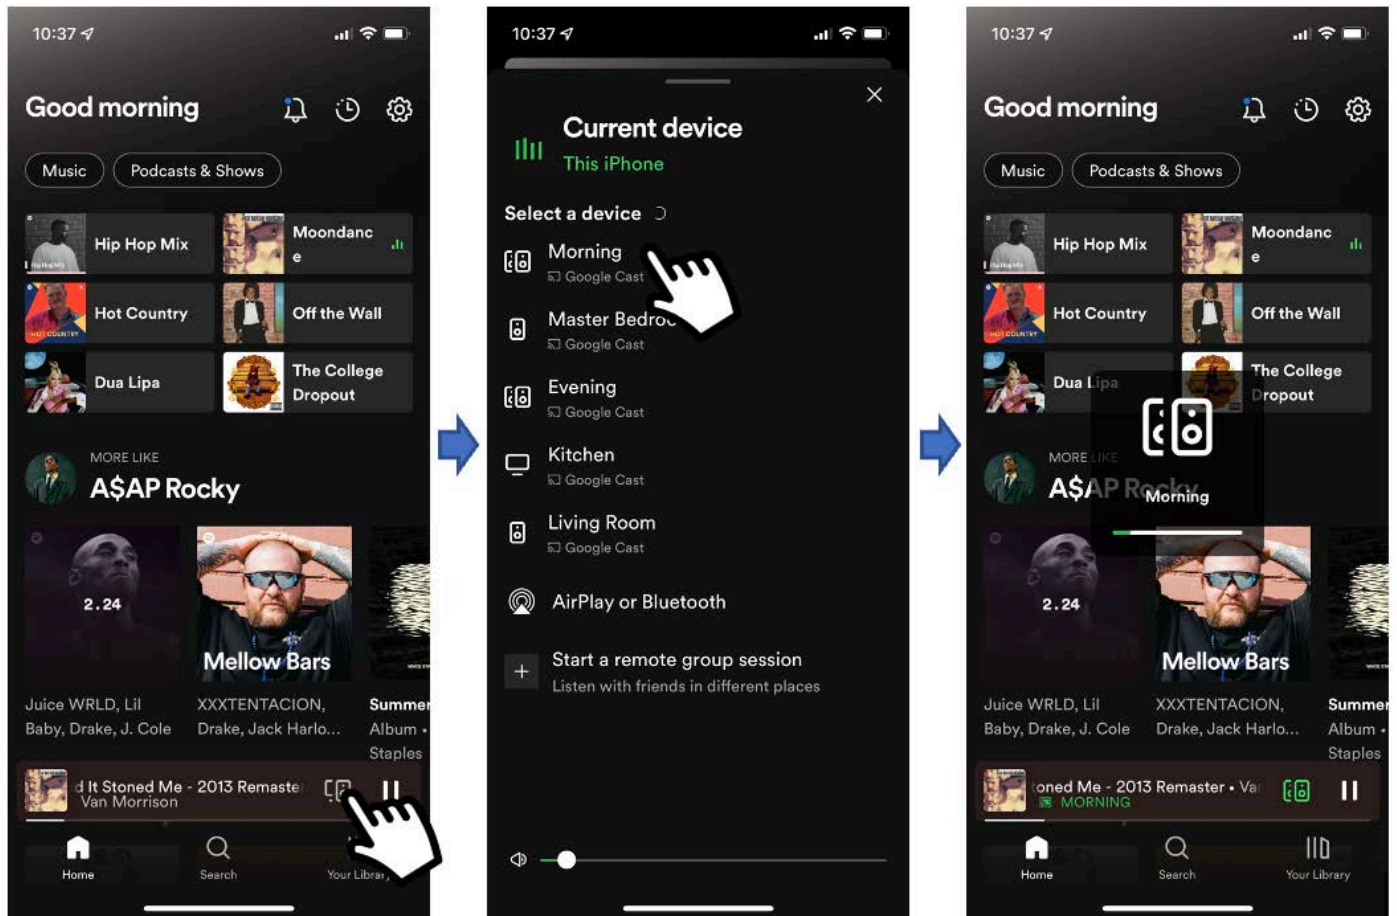 10:37
Good morning
Music
Podcasts & Shows
Hip Hop Mix
Moondanc
e
Hot Country
Off the Wall
Dua Lipa
The College
Dropout
MORE LIKE
A$AP Rocky
2.24
Mellow Bars
Juice WRLD, Lil
Baby, Drake, J. Cole
XXXTENTACION,
Drake, Jack Harlo...
Summer
Album •
Staples
d It Stoned Me - 2013 Remaste
Van Morrison
Home
Search
Your Library
10:37
Current device
This iPhone
Select a device
Morning
Google Cast
Master Bedroo
Google Cast
Evening
Google Cast
Kitchen
Google Cast
Living Room
Google Cast
AirPlay or Bluetooth
Start a remote group session
Listen with friends in different places
10:37
Good morning
Music
Podcasts & Shows
Hip Hop Mix
Moondanc
e
Hot Country
Off the Wall
Dua Lipa
The College
Dropout
MORE LIKE
A$AP Rocky
Morning
2.24
Mellow Bars
Juice WRLD, Lil
Baby, Drake, J. Cole
XXXTENTACION,
Drake, Jack Harlo...
Summer
Album •
Staples
toned Me - 2013 Remaster • Va
MORNING
Home
Search
Your Library